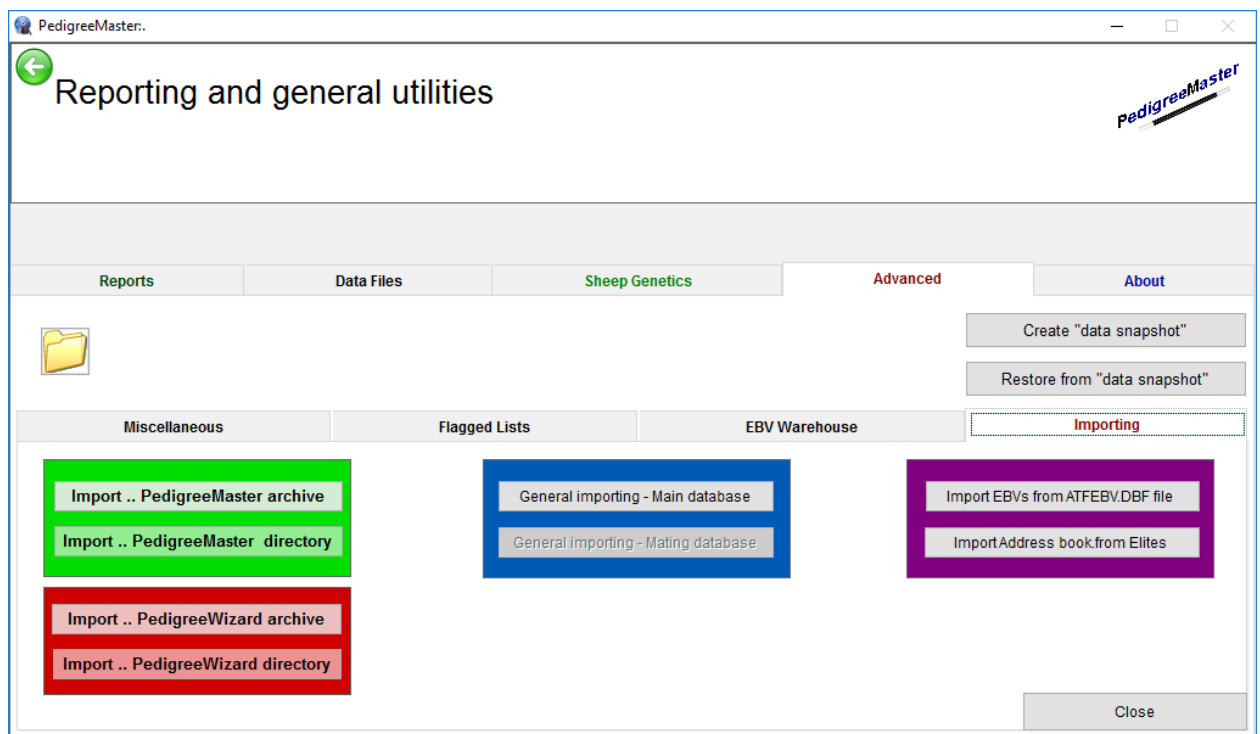 PedigreeMaster:.
Reporting and general utilities
PedigreeMaster
Reports
Data Files
Sheep Genetics
Advanced
About
Create "data snapshot"
Restore from "data snapshot"
Miscellaneous
Flagged Lists
EBV Warehouse
Importing
Import .. PedigreeMaster archive
Import .. PedigreeMaster directory
General importing - Main database
General importing - Mating database
Import EBVs from ATFEBV.DBF file
Import Address book.from Elites
Import .. PedigreeWizard archive
Import .. PedigreeWizard directory
Close